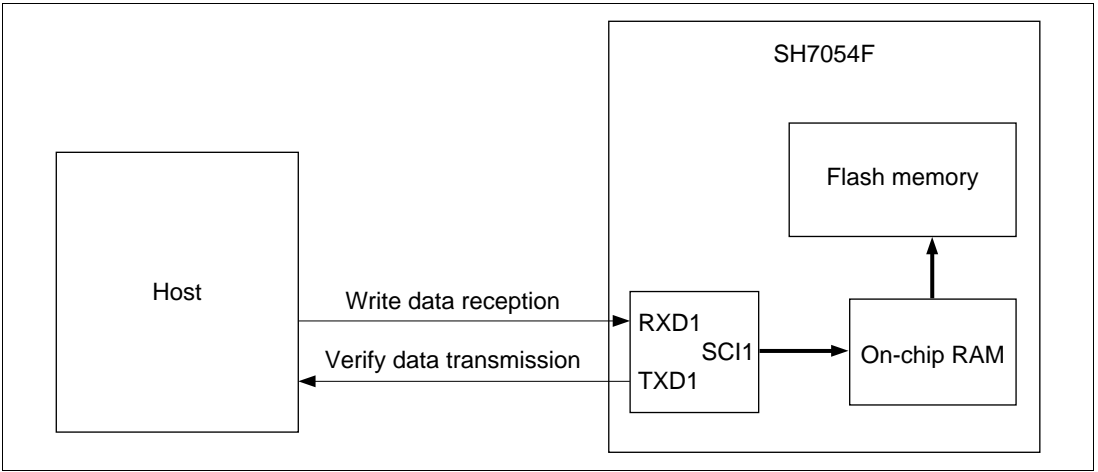 SH7054F
Flash memory
Host
Write data reception
RXD1
SCI1
On-chip RAM
Verify data transmission
TXD1